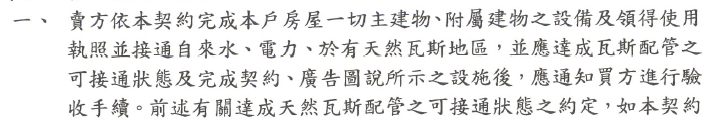 一、賣方依本契約完成本戶房屋一切主建物、附屬建物之設備及領得使用
執照並接通自來水、電力、於有天然瓦斯地區，並應達成瓦斯配管之
可接通狀態及完成契約、廣告圖說所示之設施後，應通知買方進行驗
收手續。前述有關達成天然瓦斯配管之可接通狀態之約定，如本契約